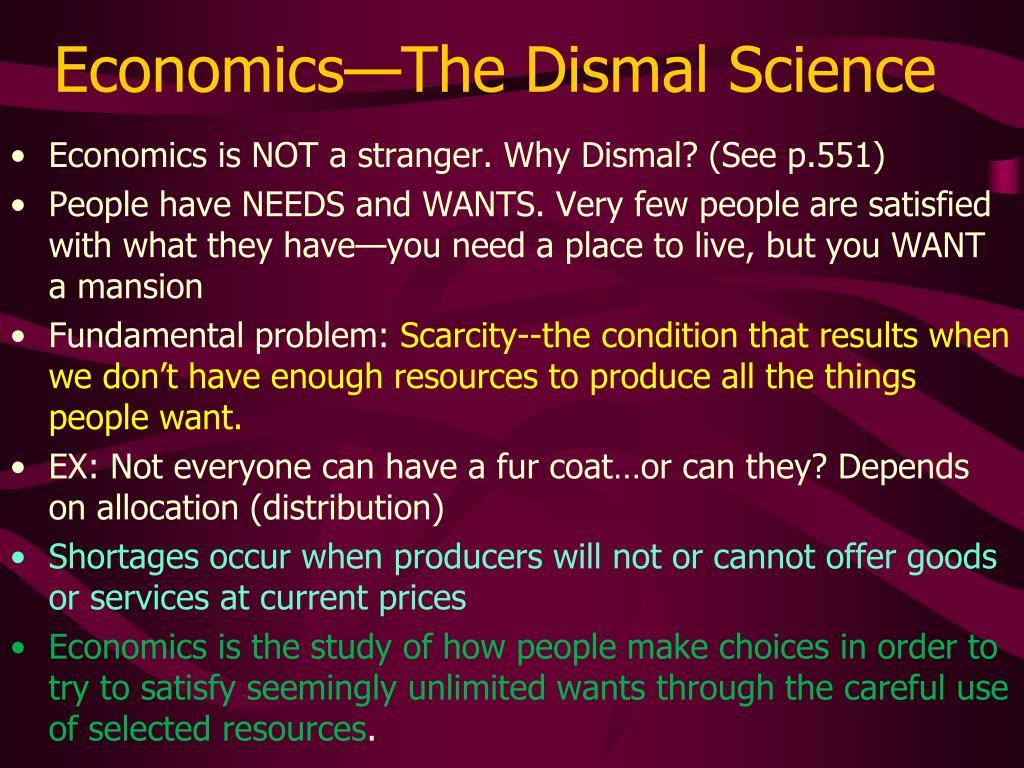 Economics—The Dismal Science
• Economics is NOT a stranger. Why Dismal? (See p.551)
• People have NEEDS and WANTS. Very few people are satisfied
with what they have—you need a place to live, but you WANT
a mansion
• Fundamental problem: Scarcity--the condition that results when
we don’t have enough resources to produce all the things
people want.
• EX: Not everyone can have a fur coat…or can they? Depends
on allocation (distribution)
• Shortages occur when producers will not or cannot offer goods
or services at current prices
• Economics is the study of how people make choices in order to
try to satisfy seemingly unlimited wants through the careful use
of selected resources.